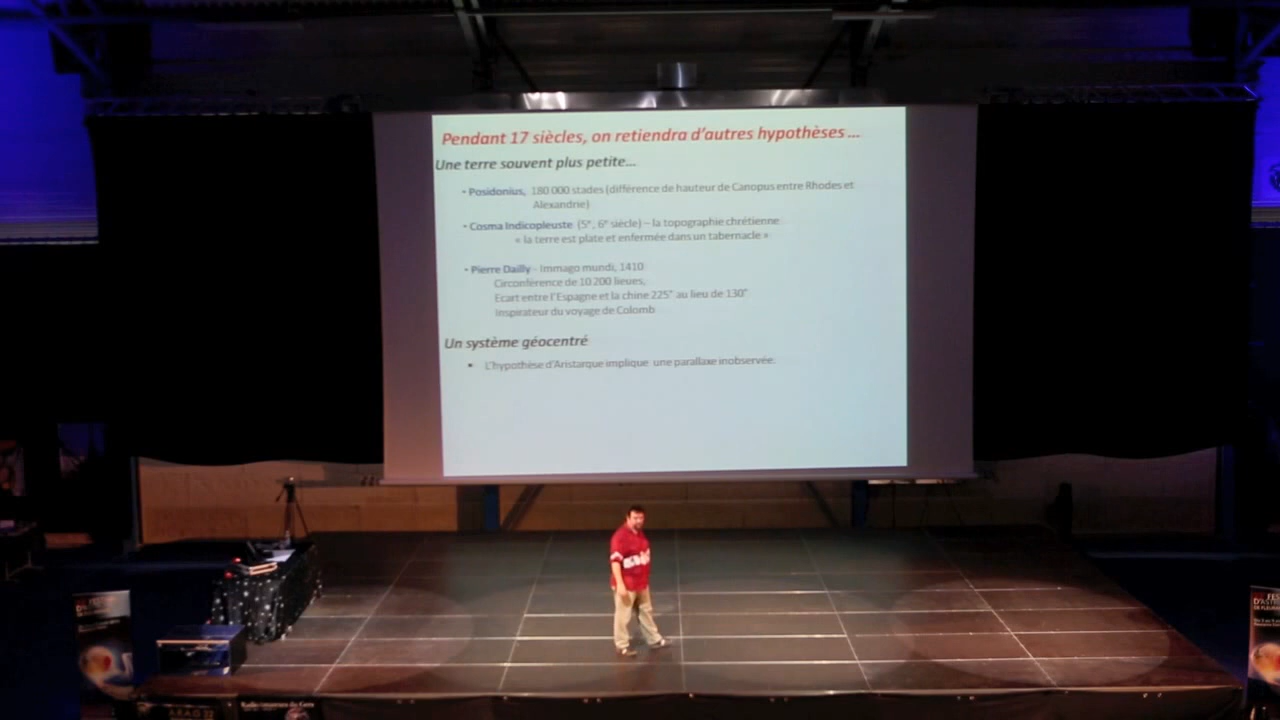 Pendant 17 siècles, on retiendra d'autres hypothèses ...
Une terre souvent plus petite...
• Posidonius, 180 000 stades (différence de hauteur de Canopus entre Rhodes et
Alexandrie)
• Cosma Indicopleuste (5°, 6° siècle) – la topographie chrétienne
« la terre est plate et enfermée dans un tabernacle »
• Pierre Dailly - Immago mundi, 1410
Circonférence de 10 200 lieues,
Ecart entre l'Espagne et la chine 225° au lieu de 130°
Inspirateur du voyage de Colomb
Un système géocentré
▪ L'hypothèse d'Aristarque implique une parallaxe inobservée.